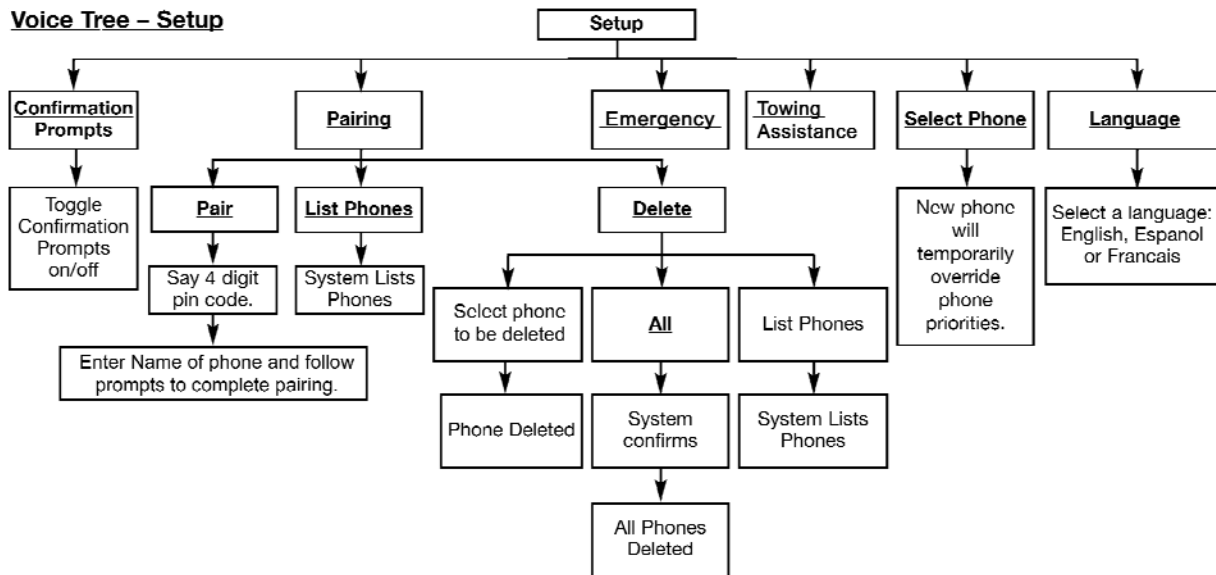 Voice Tree – Setup
Setup
Confirmation
Prompts
Pairing
Emergency
Towing
Assistance
Select Phone
Language
Toggle
Confirmation
Prompts
on/off
Pair
List Phones
Delete
New phone
will
temporarily
override
phone
priorities.
Select a language:
English, Espanol
or Francais
Say 4 digit
pin code.
System Lists
Phones
Select phone
to be deleted
All
List Phones
Enter Name of phone and follow
prompts to complete pairing.
Phone Deleted
System
confirms
System Lists
Phones
All Phones
Deleted